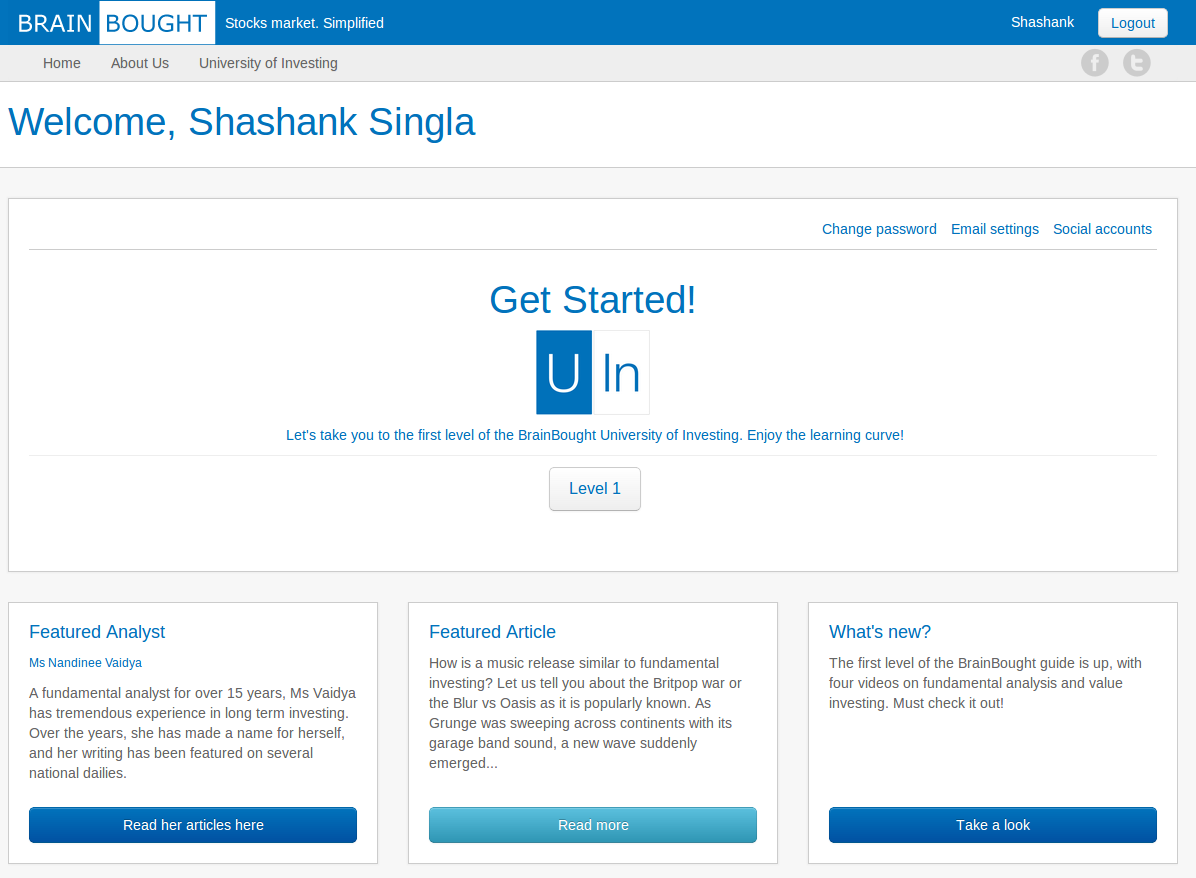 BRAIN BOUGHT Stocks market. Simplified Shashank Logout
Home About Us University of Investing
Welcome, Shashank Singla
Change password Email settings Social accounts
Get Started!
U In
Let's take you to the first level of the BrainBought University of Investing. Enjoy the learning curve!
Level 1
Featured Analyst
Ms Nandinee Vaidya
A fundamental analyst for over 15 years, Ms Vaidya
has tremendous experience in long term investing.
Over the years, she has made a name for herself,
and her writing has been featured on several
national dailies.
Read her articles here
Featured Article
How is a music release similar to fundamental
investing? Let us tell you about the Britpop war or
the Blur vs Oasis as it is popularly known. As
Grunge was sweeping across continents with its
garage band sound, a new wave suddenly
emerged...
Read more
What's new?
The first level of the BrainBought guide is up, with
four videos on fundamental analysis and value
investing. Must check it out!
Take a look